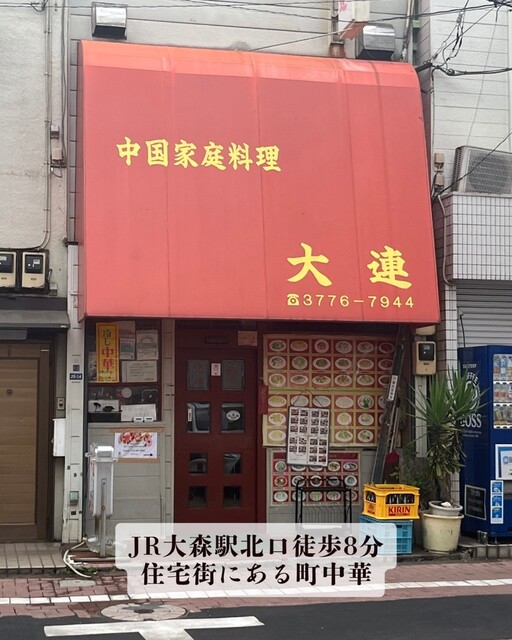 中国家庭料理
大連
☎3776-7944
冷し中華
KIRIN
BOSS
JR大森駅北口徒歩8分
住宅街にある町中華